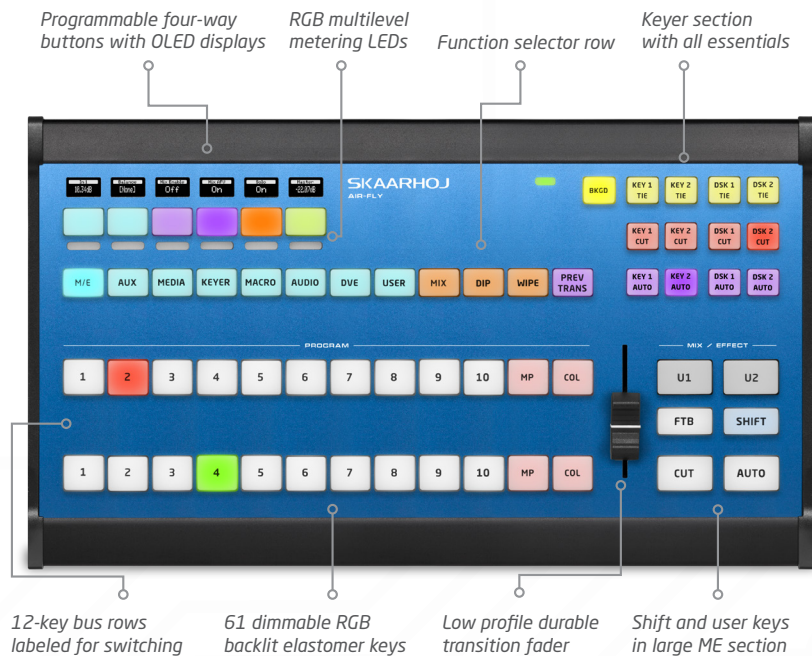 Programmable four-way
buttons with OLED displays
RGB multilevel
metering LEDs
Function selector row
Keyer section
with all essentials
Off On On
SKAARHOJ
AIR-FLY
BKGD
KEY 1 TIE
KEY 2 TIE
DSK 1 TIE
DSK 2 TIE
KEY 1 CUT
KEY 2 CUT
DSK 1 CUT
DSK 2 CUT
M/E AUX MEDIA KEYER MACRO AUDIO DVE USER MIX DIP WIPE PREV TRANS
KEY 1 AUTO
KEY 2 AUTO
DSK 1 AUTO
DSK 2 AUTO
PROGRAM
MIX / EFFECT
1 2 3 4 5 6 7 8 9 10 MP COL
U1 U2
FTB SHIFT
1 2 3 4 5 6 7 8 9 10 MP COL
CUT AUTO
12-key bus rows
labeled for switching
61 dimmable RGB
backlit elastomer keys
Low profile durable
transition fader
Shift and user keys
in large ME section